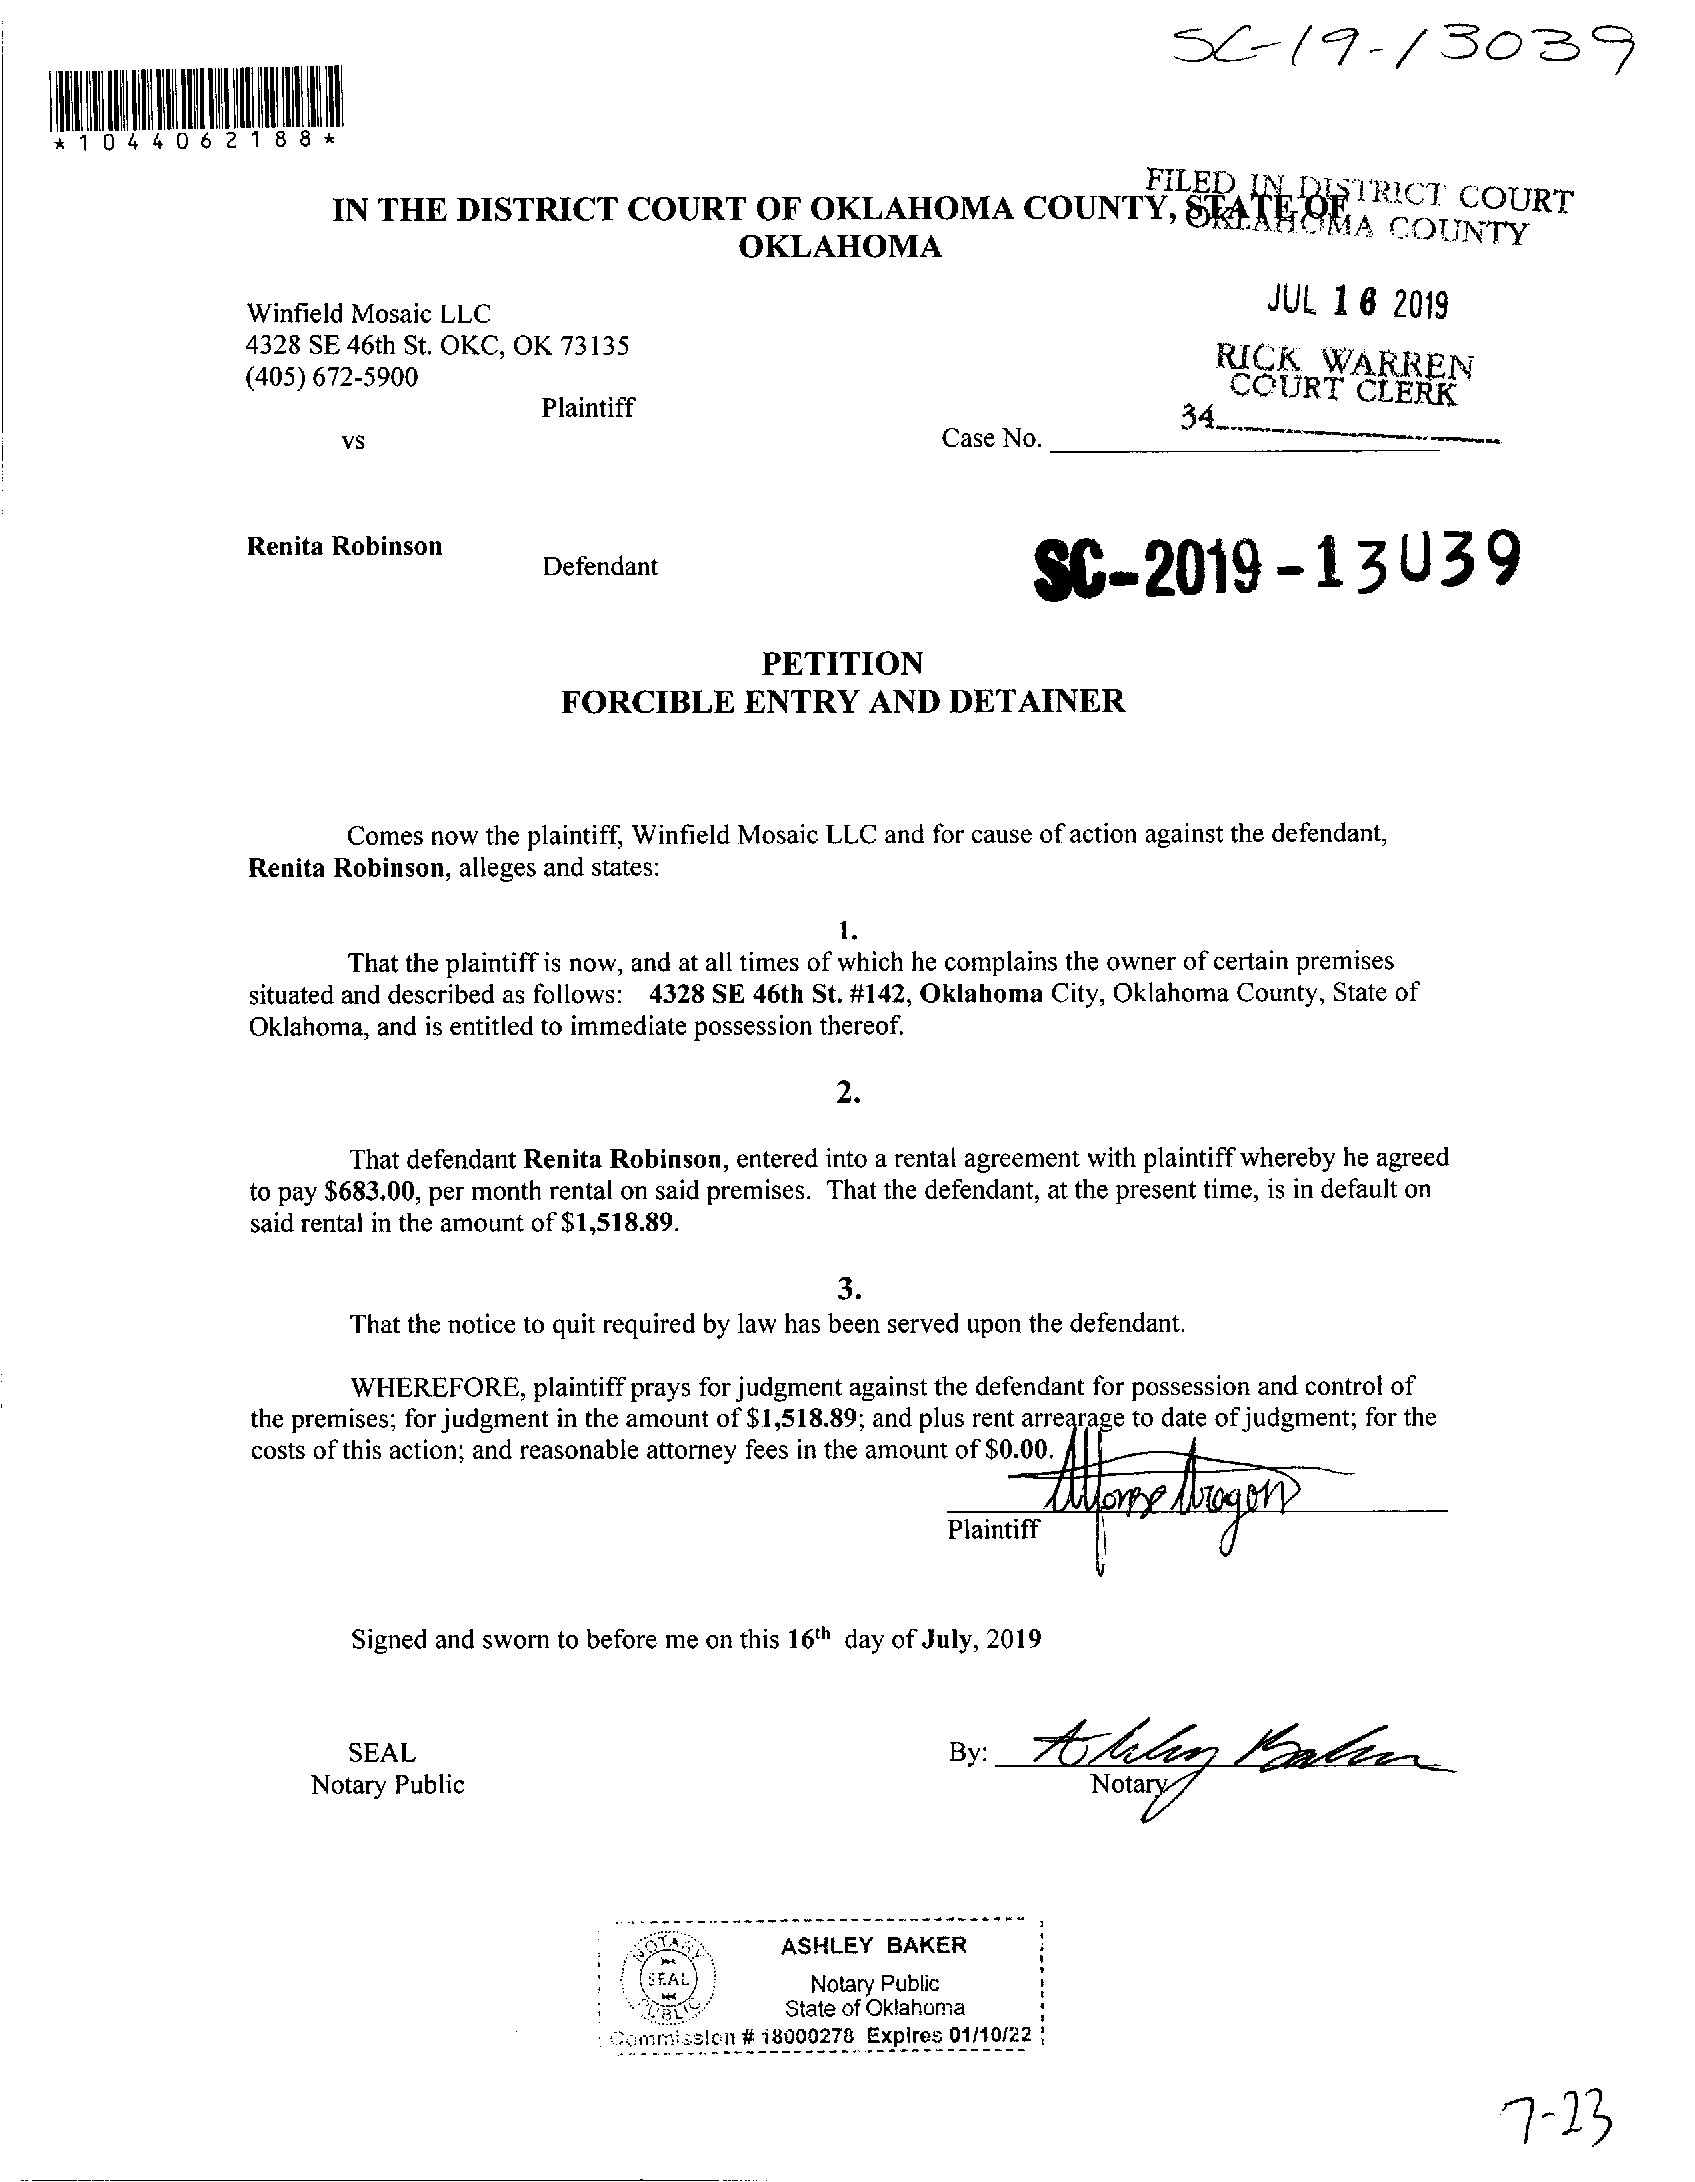 SC-19-13039
*1044062188*
FILED IN DISTRICT COURT
OKLAHOMA COUNTY
IN THE DISTRICT COURT OF OKLAHOMA COUNTY, STATE OF
OKLAHOMA
JUL 16 2019
RICK WARREN
COURT CLERK
34
Winfield Mosaic LLC
4328 SE 46th St. OKC, OK 73135
(405) 672-5900
Plaintiff
vs
Case No.
Renita Robinson
Defendant
SC-2019-13039
PETITION
FORCIBLE ENTRY AND DETAINER
Comes now the plaintiff, Winfield Mosaic LLC and for cause of action against the defendant,
Renita Robinson, alleges and states:
1.
That the plaintiff is now, and at all times of which he complains the owner of certain premises
situated and described as follows: 4328 SE 46th St. #142, Oklahoma City, Oklahoma County, State of
Oklahoma, and is entitled to immediate possession thereof.
2.
That defendant Renita Robinson, entered into a rental agreement with plaintiff whereby he agreed
to pay $683.00, per month rental on said premises. That the defendant, at the present time, is in default on
said rental in the amount of $1,518.89.
3.
That the notice to quit required by law has been served upon the defendant.
WHEREFORE, plaintiff prays for judgment against the defendant for possession and control of
the premises; for judgment in the amount of $1,518.89; and plus rent arrearage to date of judgment; for the
costs of this action; and reasonable attorney fees in the amount of $0.00.
Plaintiff
Signed and sworn to before me on this 16th day of July, 2019
SEAL
Notary Public
By: Ashley Baker
Notary
NOTARY
SEAL
PUBLIC
ASHLEY BAKER
Notary Public
State of Oklahoma
Commission # 18000278 Expires 01/10/22
7-23